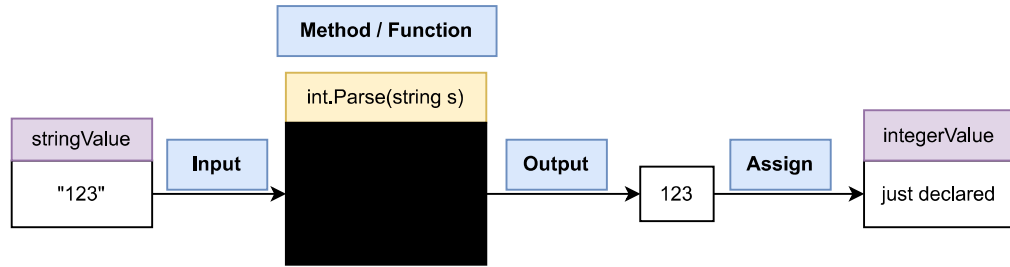 Method / Function
int.Parse(string s)
stringValue
"123"
Input
Output
123
Assign
integerValue
just declared